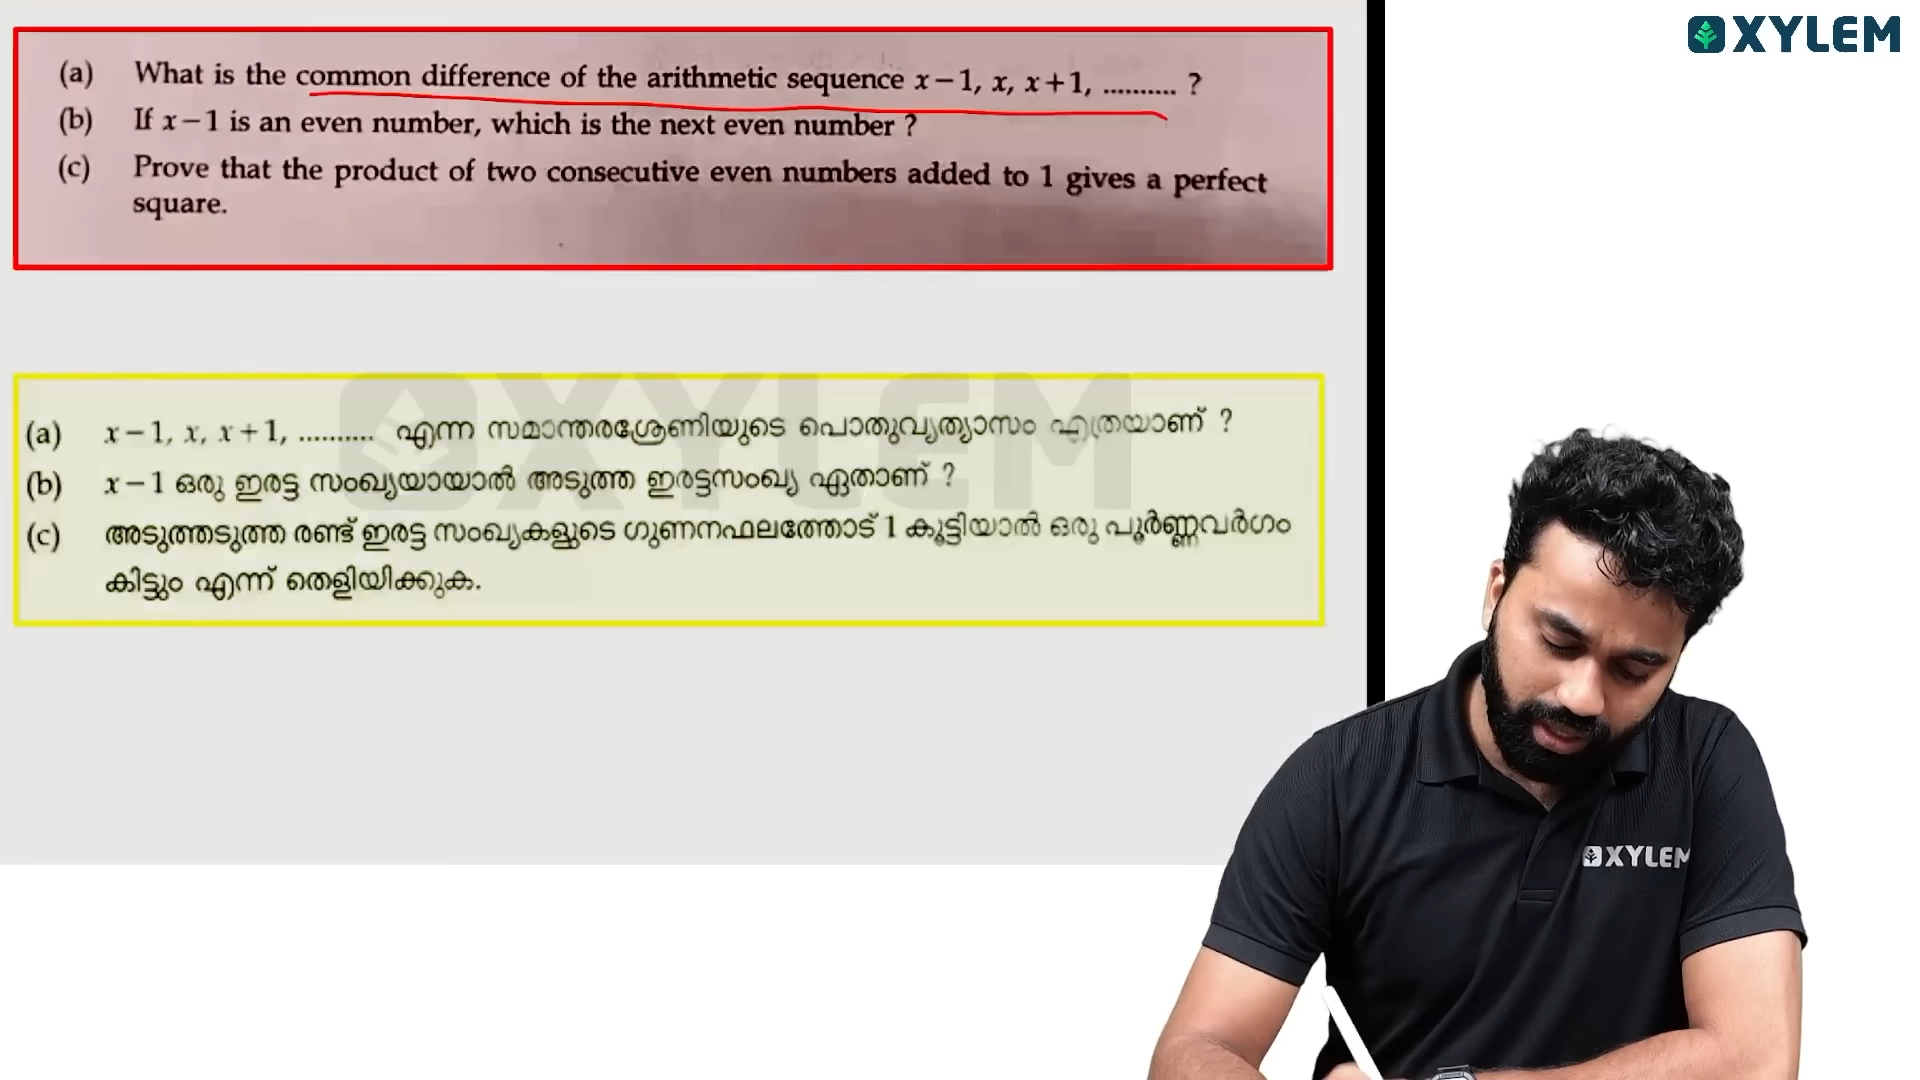 XYLEM
(a) What is the common difference of the arithmetic sequence x−1, x, x+1, .......... ?
(b) If x−1 is an even number, which is the next even number ?
(c) Prove that the product of two consecutive even numbers added to 1 gives a perfect
square.
XYLEM
(a) x−1, x, x+1, .......... എന്ന സമാന്തരശ്രേണിയുടെ പൊതുവ്യത്യാസം എത്രയാണ് ?
(b) x−1 ഒരു ഇരട്ട സംഖ്യയായാൽ അടുത്ത ഇരട്ടസംഖ്യ ഏതാണ് ?
(c) അടുത്തടുത്ത രണ്ട് ഇരട്ട സംഖ്യകളുടെ ഗുണനഫലത്തോട് 1 കൂട്ടിയാൽ ഒരു പൂർണ്ണവർഗം
കിട്ടും എന്ന് തെളിയിക്കുക.
XYLEM